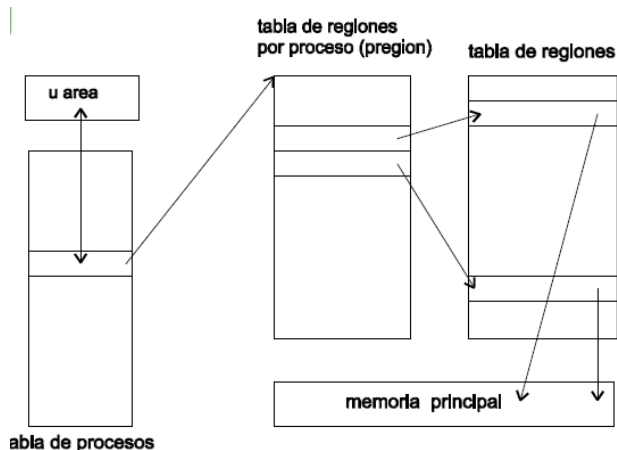 tabla de regiones
por proceso (pregion)
tabla de regiones
u area
memoria principal
abla de procesos